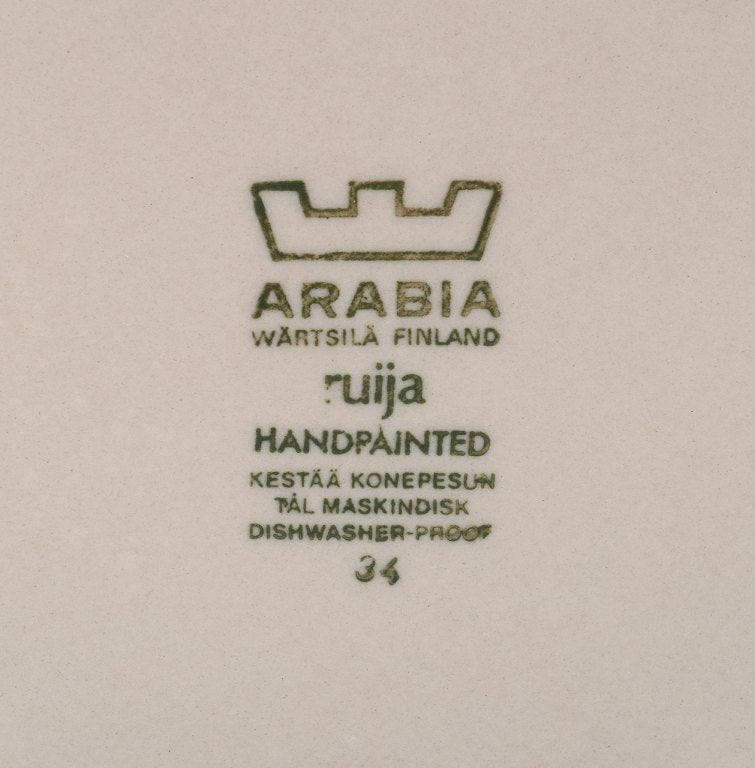 ARABIA
WÄRTSILÄ FINLAND
ruija
HANDPAINTED
KESTÄÄ KONEPESUN
TÅL MASKINDISK
DISHWASHER-PROOF
34